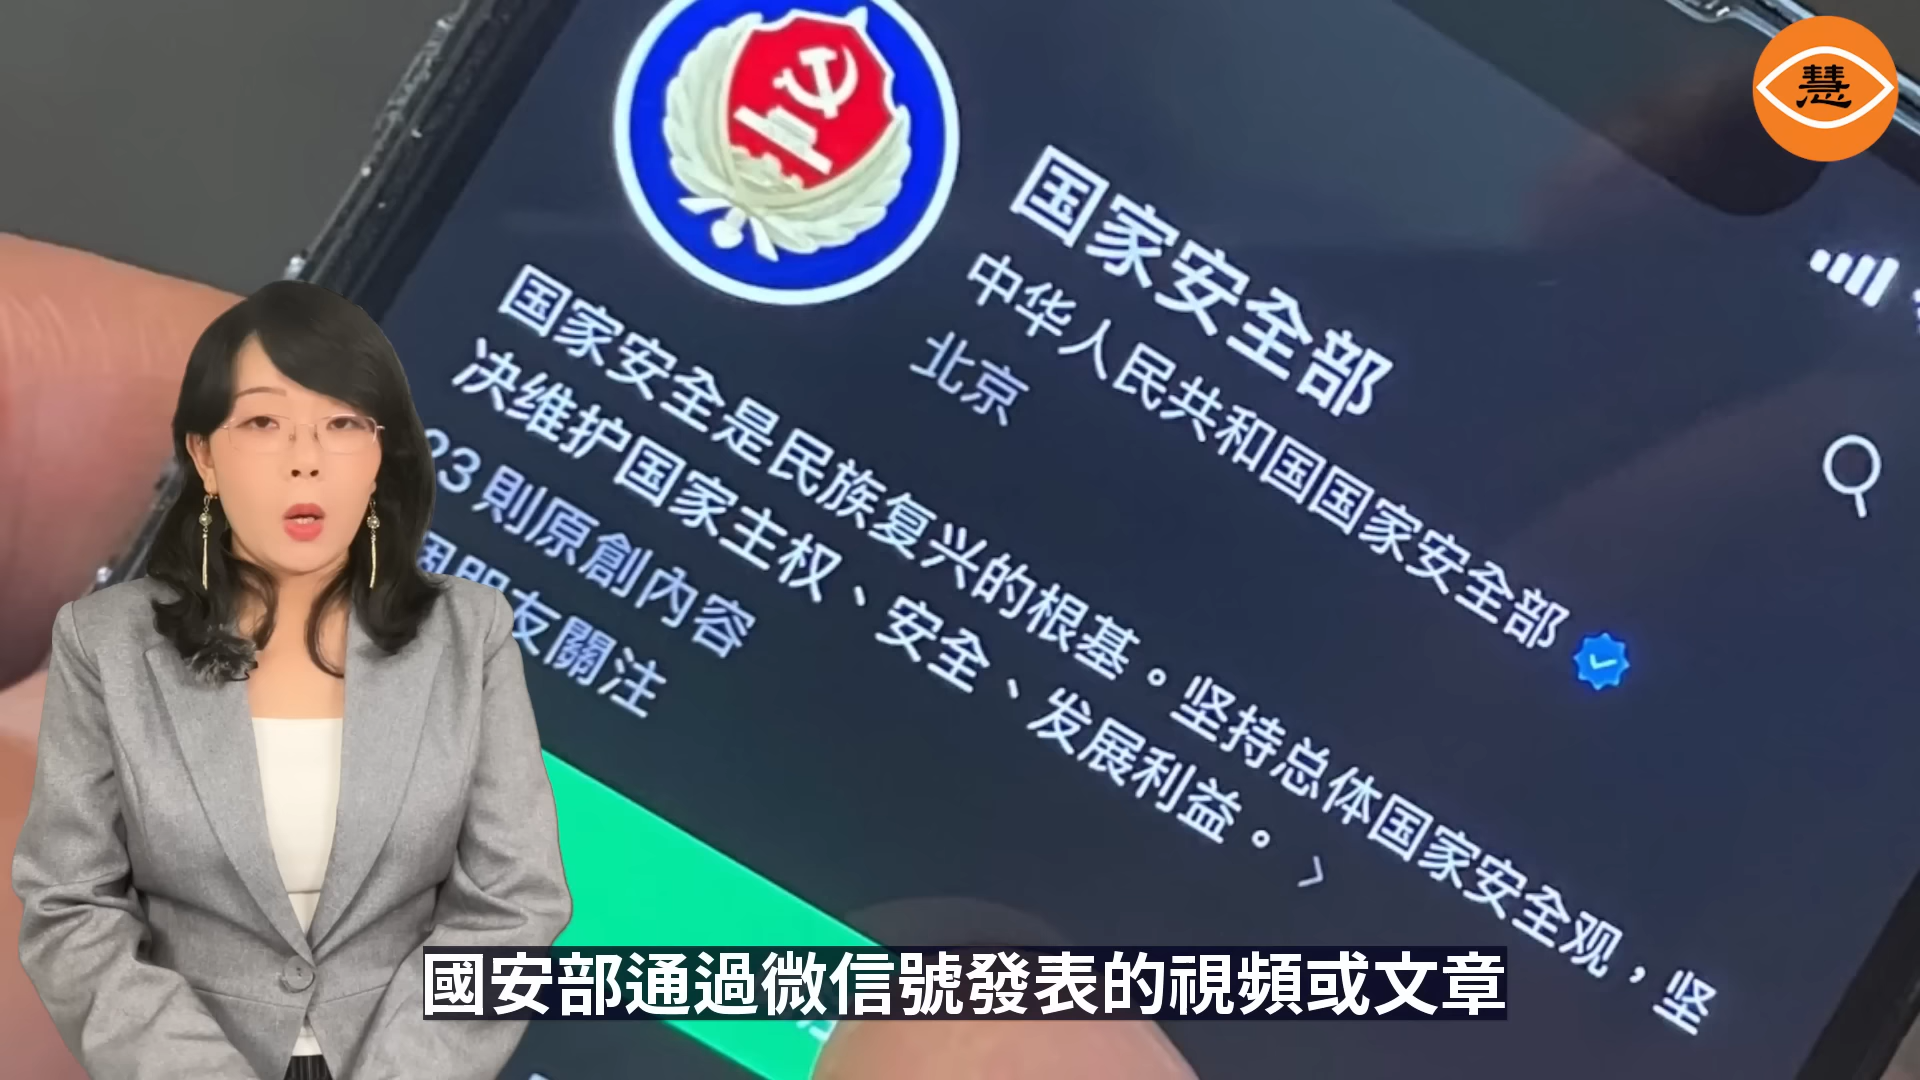 慧
国家安全部
中华人民共和国国家安全部
北京
国家安全是民族复兴的根基。坚持总体国家安全观，坚
决维护国家主权、安全、发展利益。
23 則原創內容
個朋友關注
國安部通過微信號發表的視頻或文章